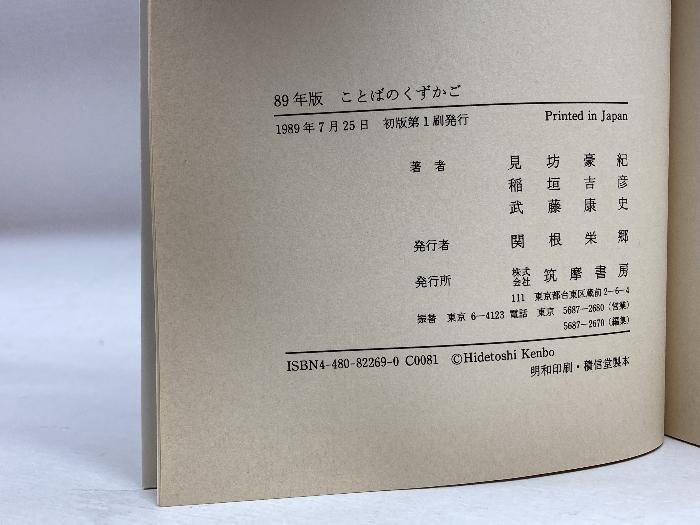 89年版 ことばのくずかご
1989年7月25日 初版第1刷発行 Printed in Japan
著者 見坊豪紀
稲垣吉彦
武藤康史
発行者 関根栄郷
発行所 株式会社 筑摩書房
111 東京都台東区蔵前2-6-4
振替 東京 6-4123 電話 東京 5687-2680(営業)
5687-2670(編集)
ISBN4-480-82269-0 C0081 ©Hidetoshi Kenbo
明和印刷・積信堂製本